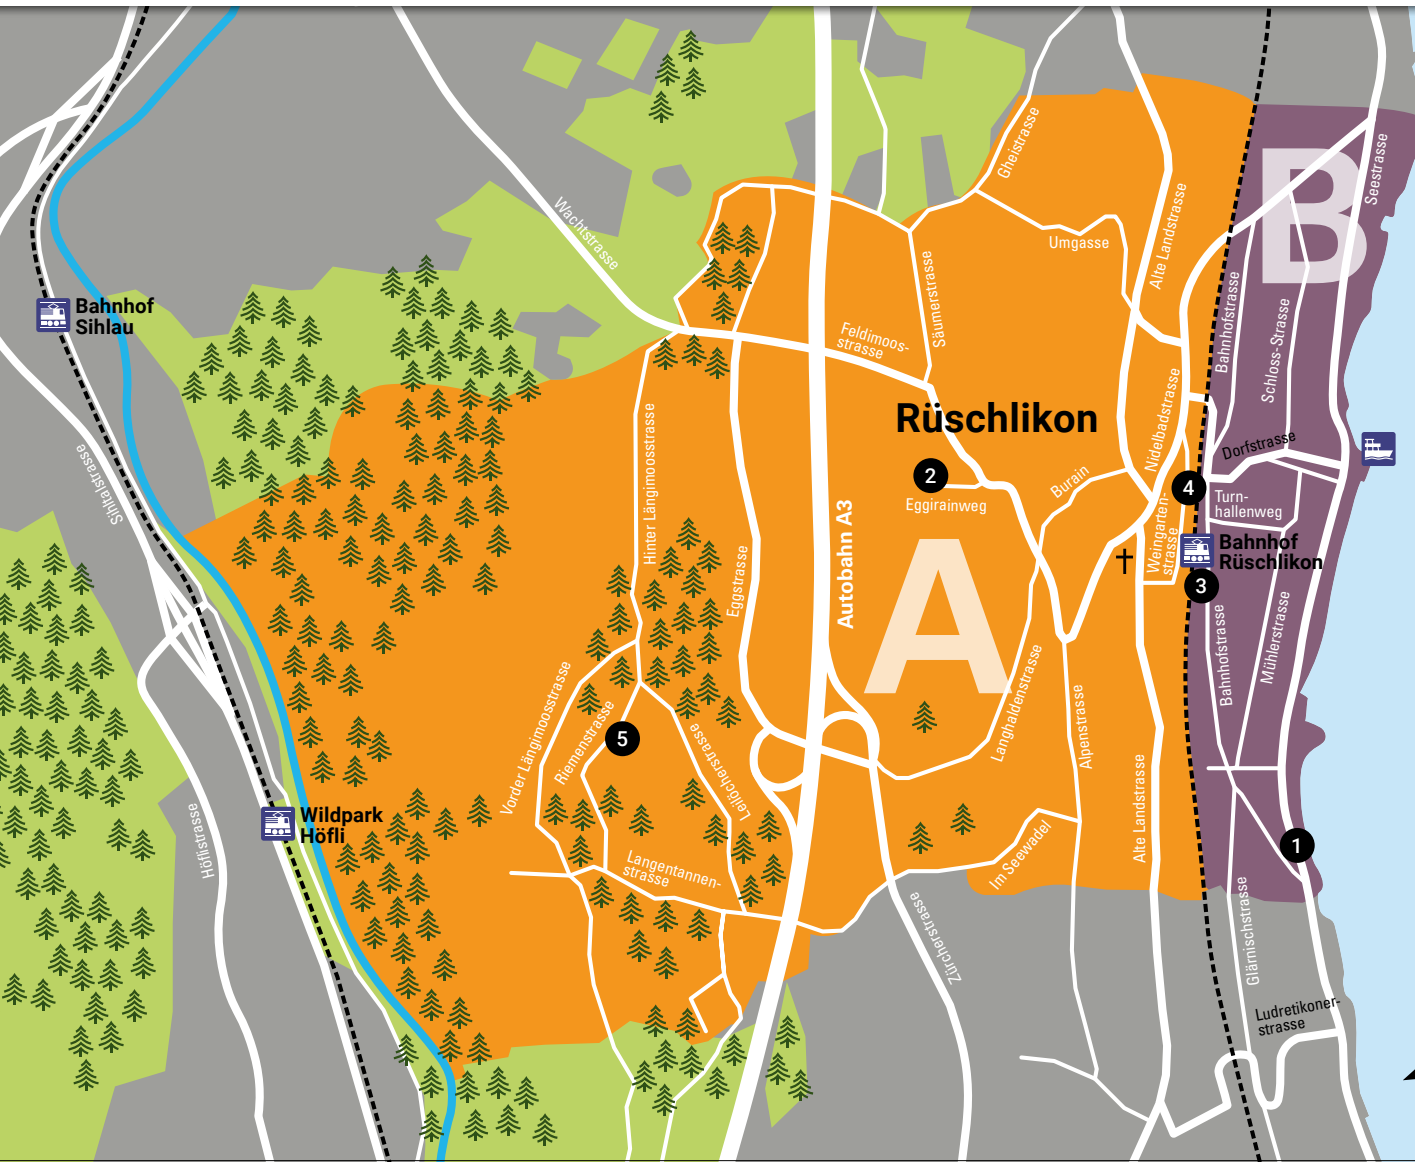 Gheistrasse
Seestrasse
B
Wachtstrasse
Alte Landstrasse
Umgasse
Säumerstrasse
Bahnhof
Sihlau
Feldimoos-
strasse
Bahnhofstrasse
Schloss-Strasse
Nidelbadstrasse
Rüschlikon
Hinter Längimoosstrasse
Dorfstrasse
Sihltalstrasse
2
Burain
4
Eggirainweg
Turn-
hallenweg
Autobahn A3
Weingarten-
strasse
Bahnhof
Rüschlikon
Eggstrasse
A
3
Mühlerstrasse
Bahnhofstrasse
Vorder Längimoosstrasse
Riemenstrasse
5
Leilöcherstrasse
Langhaldenstrasse
Alpenstrasse
Alte Landstrasse
Höflistrasse
Wildpark
Höfli
1
Im Seewadel
Langentannen-
strasse
Zürcherstrasse
Glärnischstrasse
Ludretikoner-
strasse